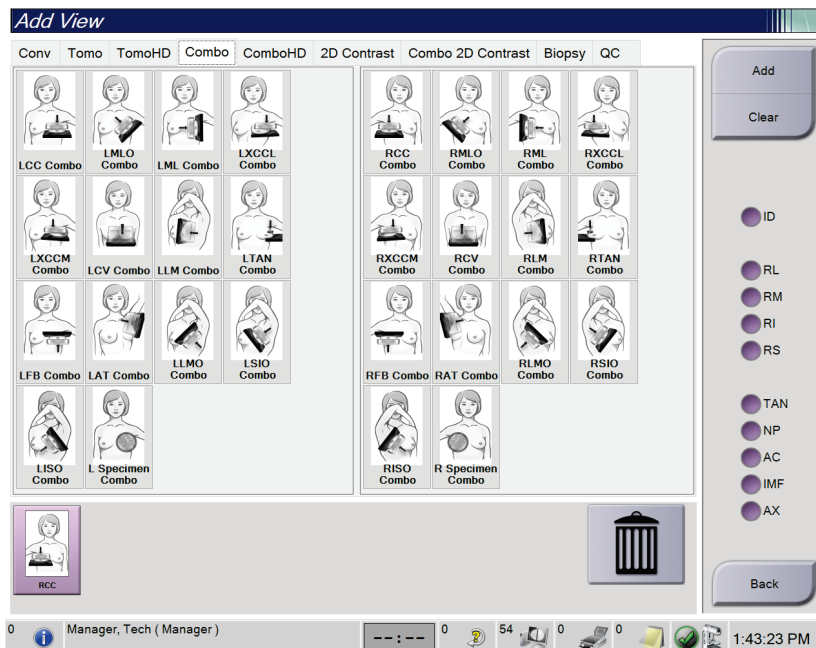 Add View
Conv Tomo TomoHD Combo ComboHD 2D Contrast Combo 2D Contrast Biopsy QC
LCC Combo
LMLO
Combo
LML Combo
LXCCL
Combo
RCC
Combo
RMLO
Combo
RML
Combo
RXCCL
Combo
LXCCM
Combo
LCV Combo
LLM Combo
LTAN
Combo
RXCCM
Combo
RCV
Combo
RLM
Combo
RTAN
Combo
LFB Combo
LAT Combo
LLMO
Combo
LSIO
Combo
RFB Combo
RAT Combo
RLMO
Combo
RSIO
Combo
LISO
Combo
L Specimen
Combo
RISO
Combo
R Specimen
Combo
RCC
Add
Clear
ID
RL
RM
RI
RS
TAN
NP
AC
IMF
AX
Back
0 Manager, Tech ( Manager ) --:-- 0 54 0 0 1:43:23 PM